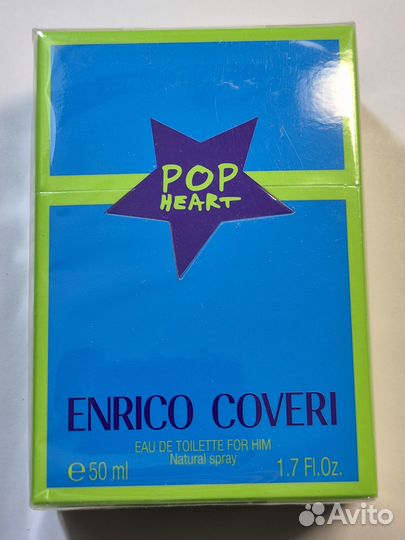 POP
HEART
ENRICO COVERI
EAU DE TOILETTE FOR HIM
Natural spray
℮50 ml 1.7 Fl.Oz.
Avito